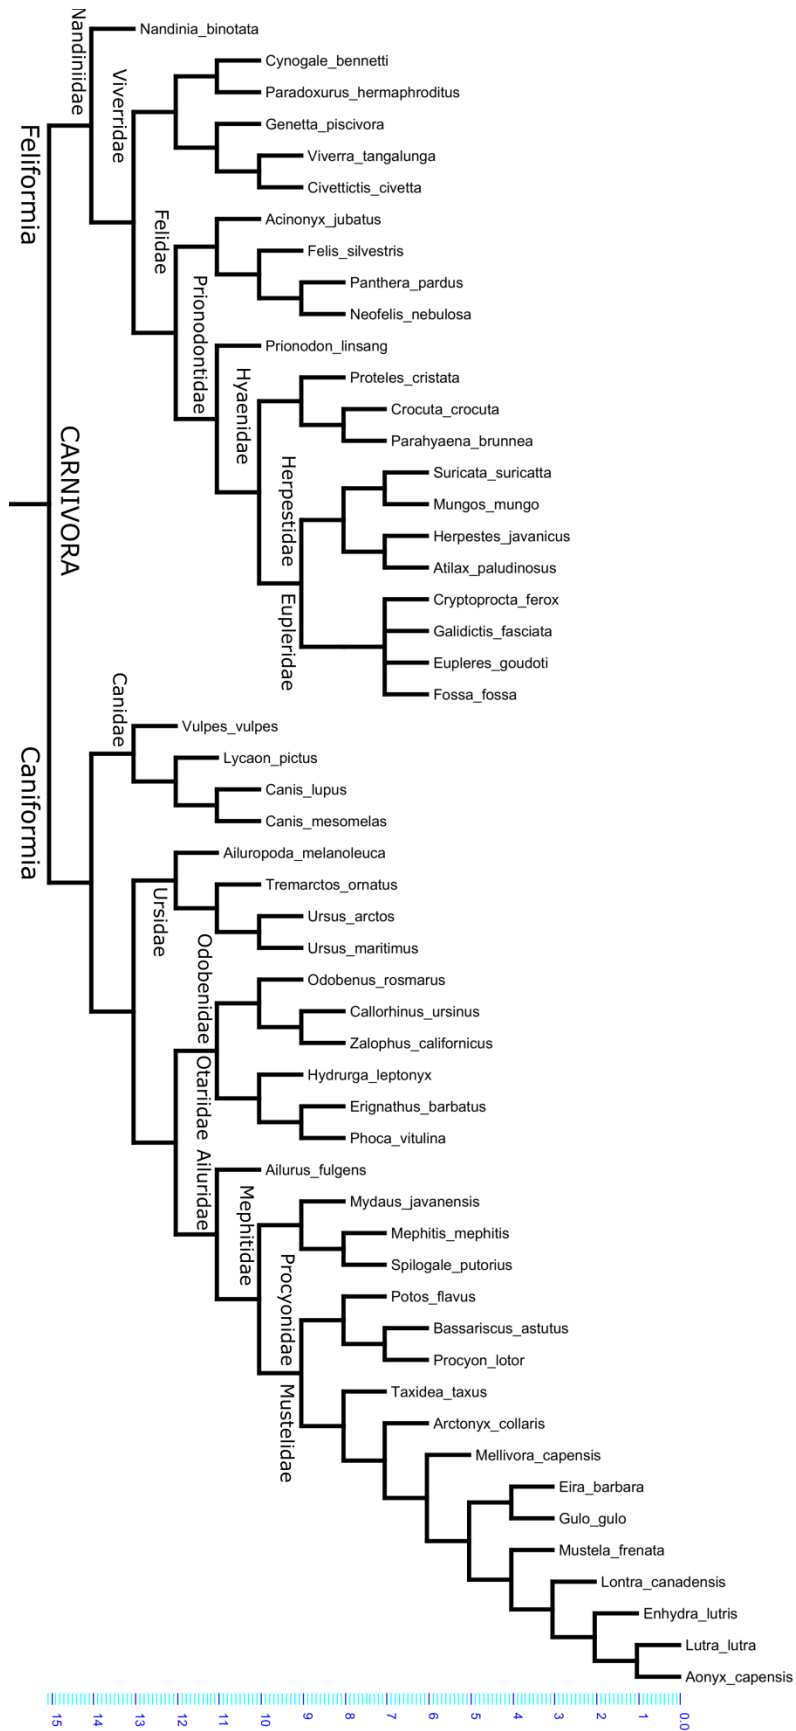 Nandinia_binotata
Cynogale_bennetti
Paradoxurus_hermaphroditus
Genetta_piscivora
Viverra_tangalunga
Civettictis_civetta
Acinonyx_jubatus
Felis_silvestris
Panthera_pardus
Neofelis_nebulosa
Prionodon_linsang
Proteles_cristata
Crocuta_crocuta
Parahyaena_brunnea
Suricata_suricatta
Mungos_mungo
Herpestes_javanicus
Atilax_paludinosus
Cryptoprocta_ferox
Galidictis_fasciata
Eupleres_goudoti
Fossa_fossa
Vulpes_vulpes
Lycaon_pictus
Canis_lupus
Canis_mesomelas
Ailuropoda_melanoleuca
Tremarctos_ornatus
Ursus_arctos
Ursus_maritimus
Odobenus_rosmarus
Callorhinus_ursinus
Zalophus_californicus
Hydrurga_leptonyx
Erignathus_barbatus
Phoca_vitulina
Ailurus_fulgens
Mydaus_javanensis
Mephitis_mephitis
Spilogale_putorius
Potos_flavus
Bassariscus_astutus
Procyon_lotor
Taxidea_taxus
Arctonyx_collaris
Mellivora_capensis
Eira_barbara
Gulo_gulo
Mustela_frenata
Lontra_canadensis
Enhydra_lutris
Lutra_lutra
Aonyx_capensis
Nandiniidae
Viverridae
Feliformia
Felidae
Prionodontidae
Hyaenidae
CARNIVORA
Herpestidae
Eupleridae
Canidae
Caniformia
Ursidae
Odobenidae
Otariidae
Ailuridae
Mephitidae
Procyonidae
Mustelidae
15
14
13
12
11
10
9
8
7
6
5
4
3
2
1
0.0